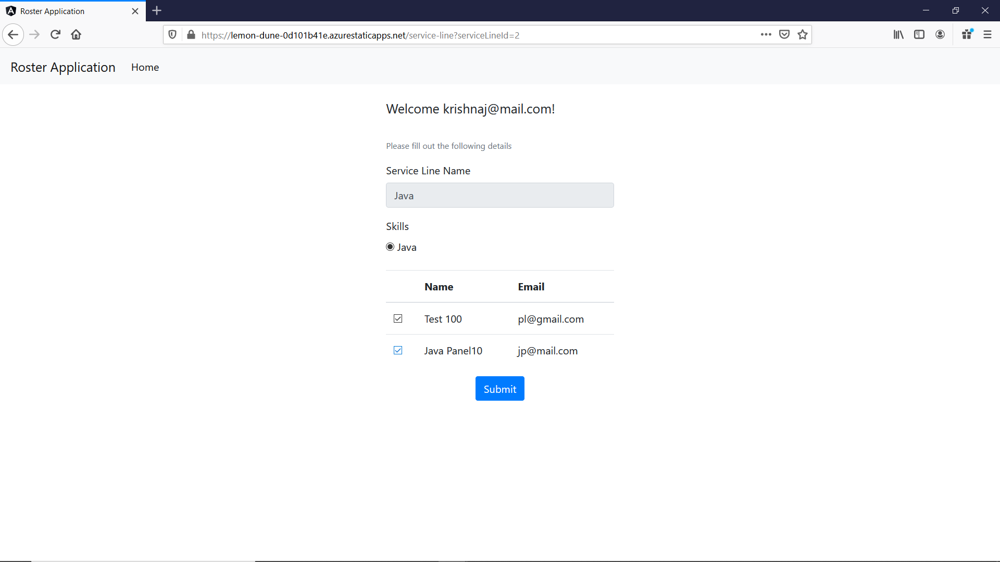 Roster Application
https://lemon-dune-0d101b41e.azurestaticapps.net/service-line?serviceLineId=2
Roster Application Home
Welcome krishnaj@mail.com!
Please fill out the following details
Service Line Name
Java
Skills
Java
Name Email
Test 100 pl@gmail.com
Java Panel10 jp@mail.com
Submit